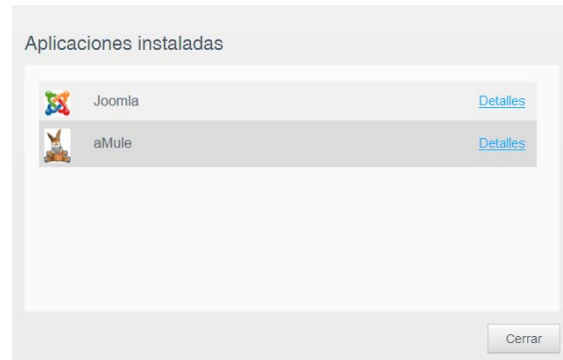 Aplicaciones instaladas
Joomla Detalles
aMule Detalles
Cerrar